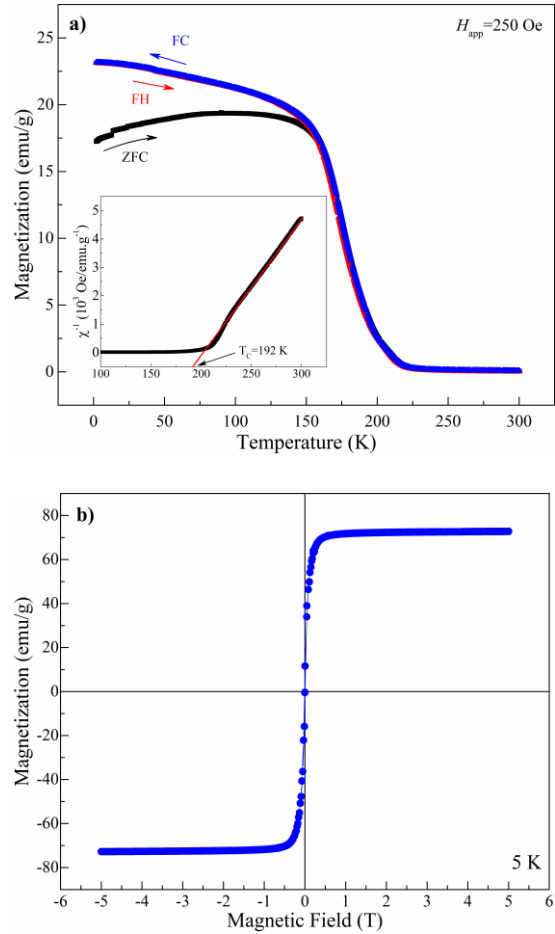 a)
H_app=250 Oe
FC
FH
ZFC
Magnetization (emu/g)
25
20
15
10
5
0
χ⁻¹ (10³ Oe/emu.g⁻¹)
5
4
3
2
1
0
T_C=192 K
100 150 200 250 300
0 50 100 150 200 250 300
Temperature (K)
b)
Magnetization (emu/g)
80
60
40
20
0
-20
-40
-60
-80
5 K
-6 -5 -4 -3 -2 -1 0 1 2 3 4 5 6
Magnetic Field (T)